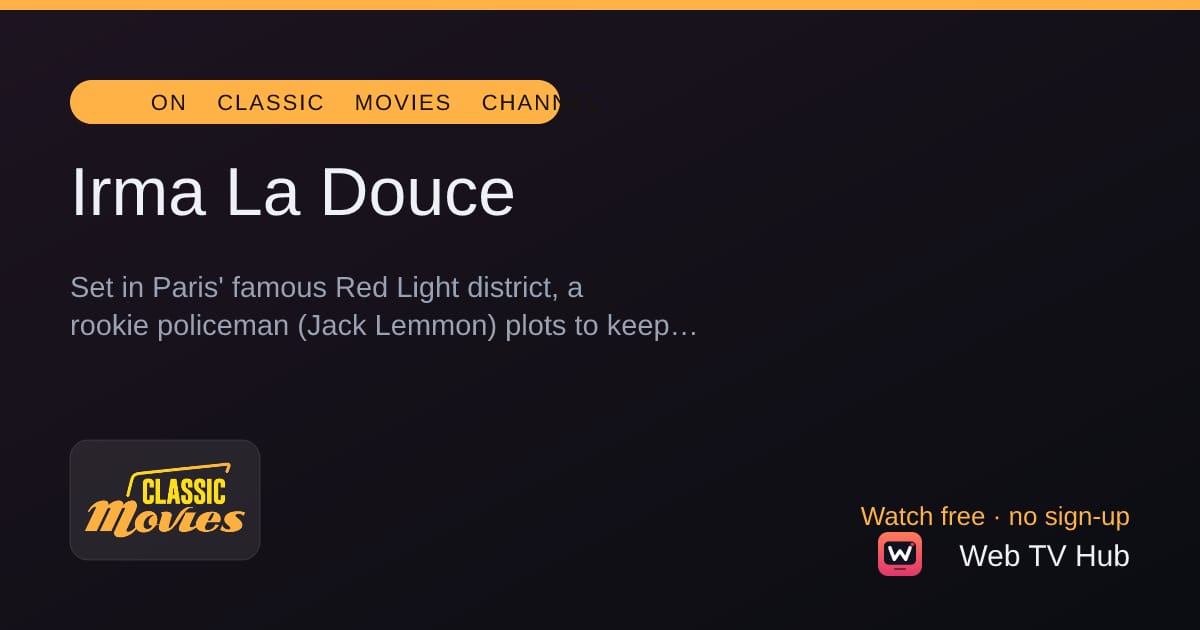 ON CLASSIC MOVIES CHANNEL
Irma La Douce
Set in Paris' famous Red Light district, a
rookie policeman (Jack Lemmon) plots to keep…
CLASSIC
Movies
Watch free · no sign-up
W
Web TV Hub